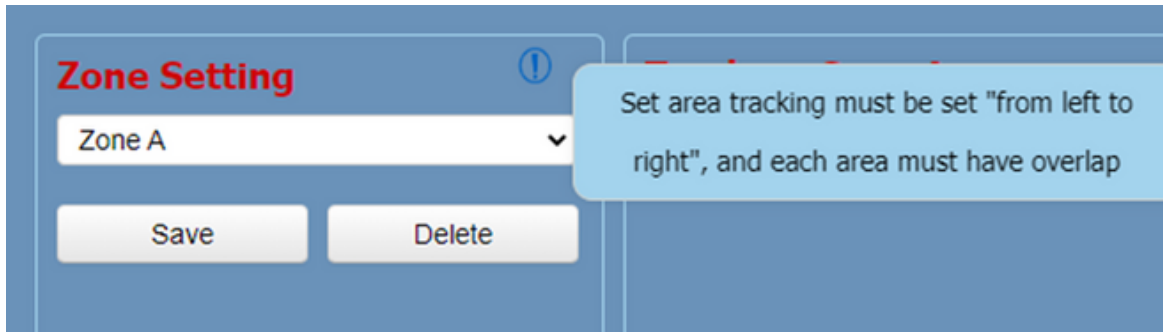 Zone Setting
Zone A
Save
Delete
Set area tracking must be set "from left to
right", and each area must have overlap